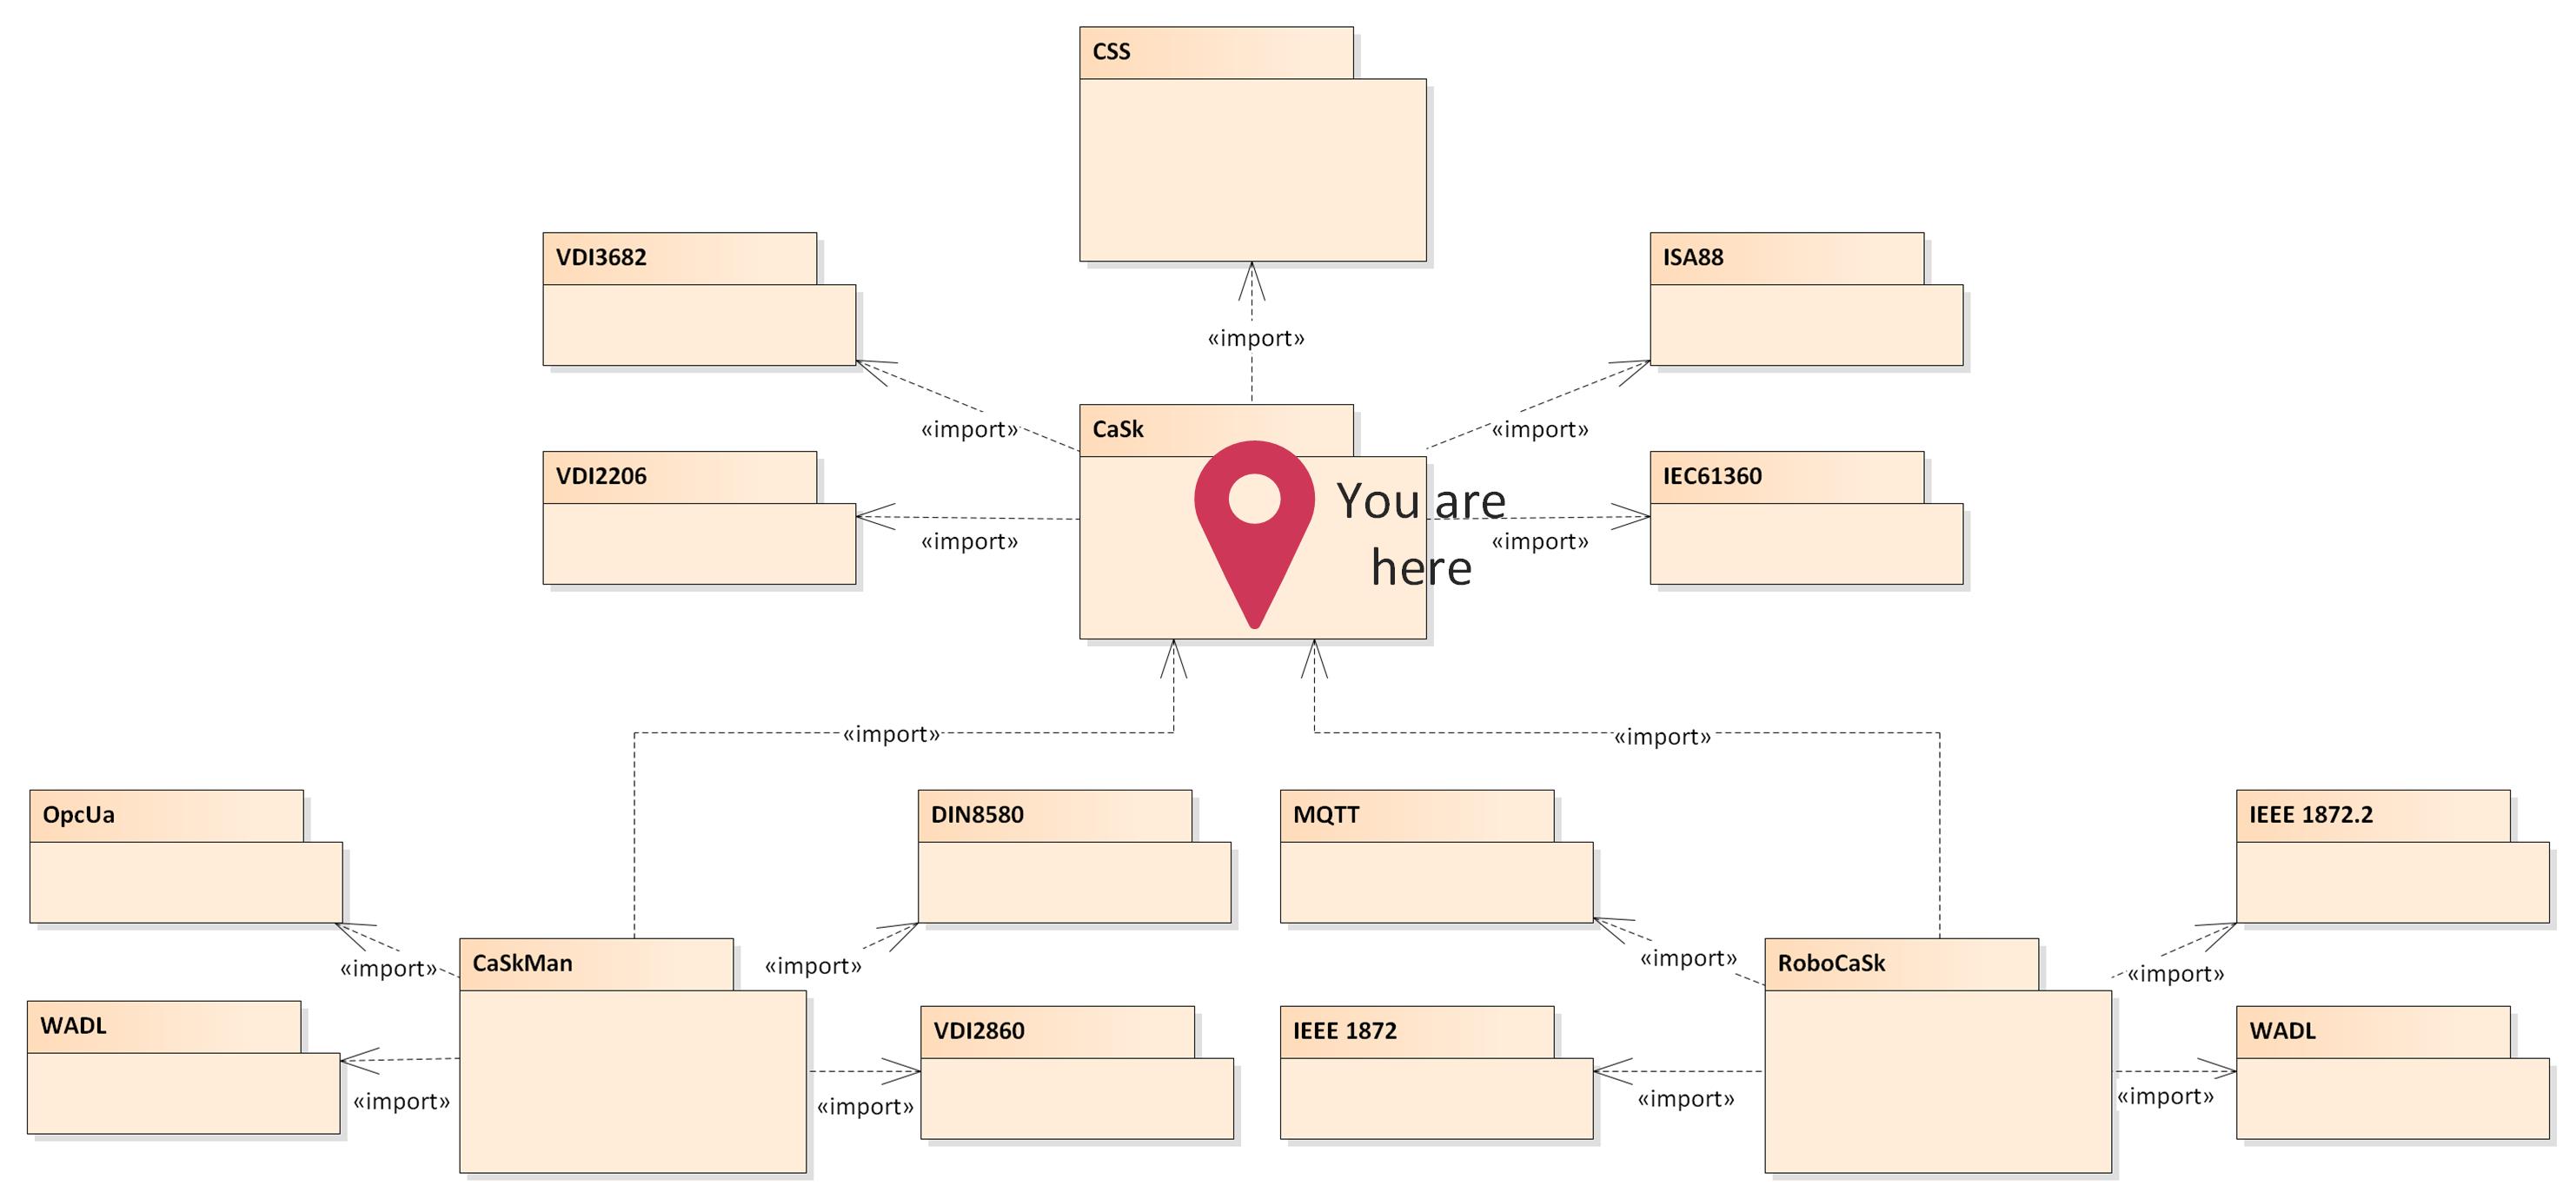 CSS
VDI3682
ISA88
«import»
CaSk
«import»
«import»
VDI2206
IEC61360
You are
here
«import»
«import»
«import»
«import»
OpcUa
DIN8580
MQTT
IEEE 1872.2
CaSkMan
RoboCaSk
«import»
«import»
«import»
«import»
WADL
VDI2860
IEEE 1872
WADL
«import»
«import»
«import»
«import»